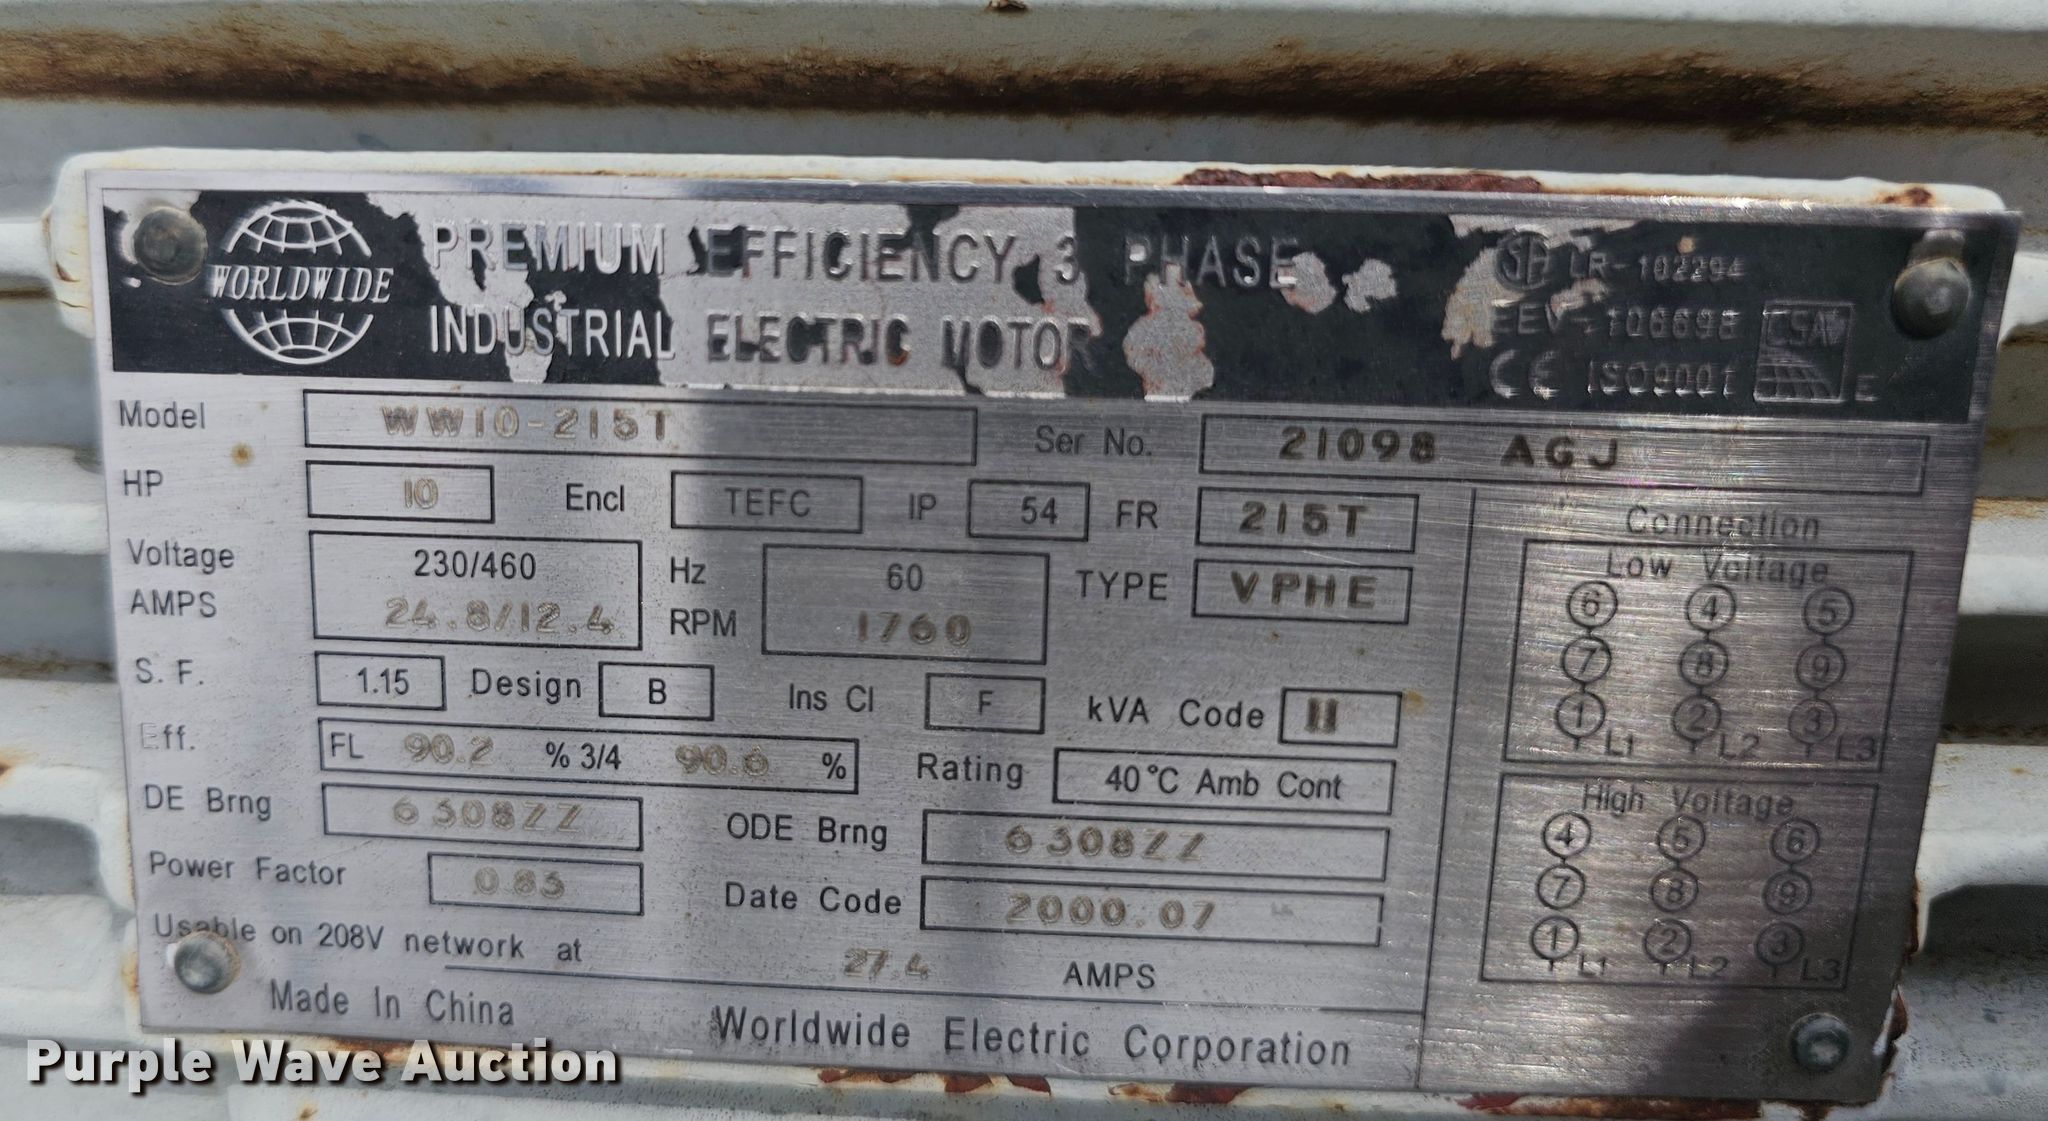 WORLDWIDE
PREMIUM EFFICIENCY 3 PHASE
INDUSTRIAL ELECTRIC MOTOR
LR-102294
EEV-
CE ISO9001 CSA E
Model WW10-215T Ser No. 21098 AGJ
HP 10 Encl TEFC IP 54 FR 215T
Voltage 230/460 Hz 60 TYPE VPHE
AMPS 24.8/12.4 RPM 1760
S. F. 1.15 Design B Ins Cl F kVA Code H
Eff. FL 90.2 % 3/4 90.6 % Rating 40°C Amb Cont
DE Brng 6308ZZ ODE Brng 6308ZZ
Power Factor 0.83 Date Code 2000.07
Usable on 208V network at 27.4 AMPS
Made In China Worldwide Electric Corporation
Connection
Low Voltage
6 4 5
7 8 9
1 2 3
L1 L2 L3
High Voltage
4 5 6
7 8 9
1 2 3
L1 L2 L3
Purple Wave Auction